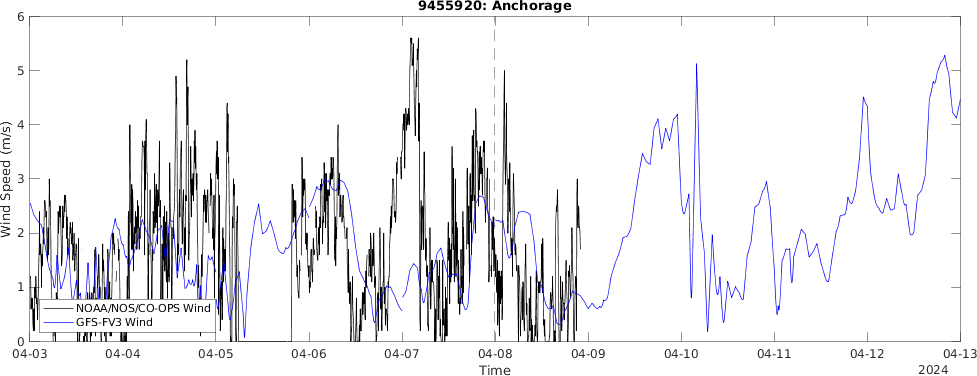 9455920: Anchorage
6
5
4
3
2
1
0
Wind Speed (m/s)
NOAA/NOS/CO-OPS Wind
GFS-FV3 Wind
04-03 04-04 04-05 04-06 04-07 04-08 04-09 04-10 04-11 04-12 04-13
Time
2024